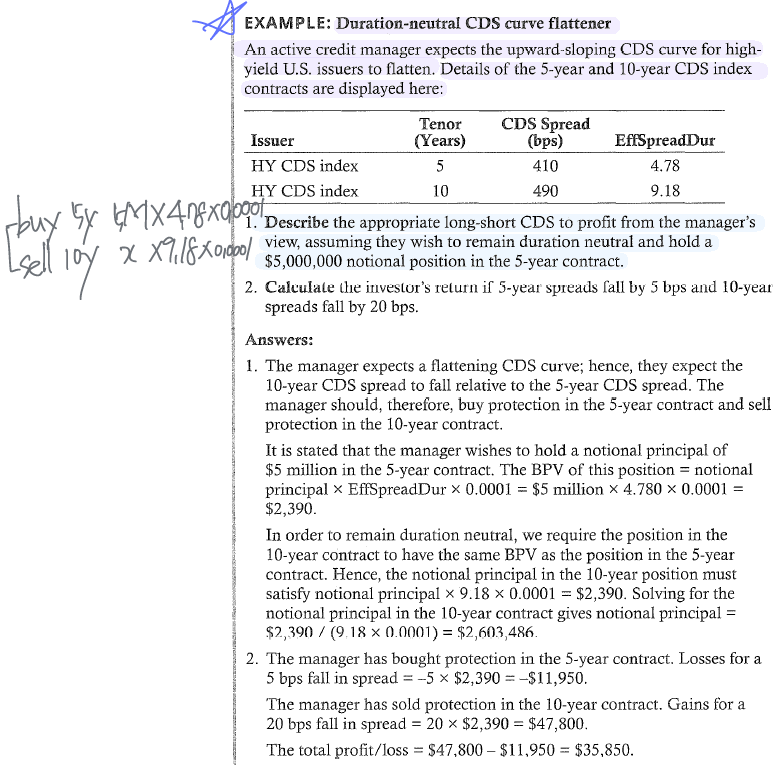 EXAMPLE: Duration-neutral CDS curve flattener
An active credit manager expects the upward-sloping CDS curve for high-
yield U.S. issuers to flatten. Details of the 5-year and 10-year CDS index
contracts are displayed here:
Issuer Tenor (Years) CDS Spread (bps) EffSpreadDur
HY CDS index 5 410 4.78
HY CDS index 10 490 9.18
buy 5y 5M×4.78×0.0001
sell 10y x ×9.18×0.0001
1. Describe the appropriate long-short CDS to profit from the manager's
view, assuming they wish to remain duration neutral and hold a
$5,000,000 notional position in the 5-year contract.
2. Calculate the investor's return if 5-year spreads fall by 5 bps and 10-year
spreads fall by 20 bps.
Answers:
1. The manager expects a flattening CDS curve; hence, they expect the
10-year CDS spread to fall relative to the 5-year CDS spread. The
manager should, therefore, buy protection in the 5-year contract and sell
protection in the 10-year contract.
It is stated that the manager wishes to hold a notional principal of
$5 million in the 5-year contract. The BPV of this position = notional
principal × EffSpreadDur × 0.0001 = $5 million × 4.780 × 0.0001 =
$2,390.
In order to remain duration neutral, we require the position in the
10-year contract to have the same BPV as the position in the 5-year
contract. Hence, the notional principal in the 10-year position must
satisfy notional principal × 9.18 × 0.0001 = $2,390. Solving for the
notional principal in the 10-year contract gives notional principal =
$2,390 / (9.18 × 0.0001) = $2,603,486.
2. The manager has bought protection in the 5-year contract. Losses for a
5 bps fall in spread = –5 × $2,390 = –$11,950.
The manager has sold protection in the 10-year contract. Gains for a
20 bps fall in spread = 20 × $2,390 = $47,800.
The total profit/loss = $47,800 – $11,950 = $35,850.